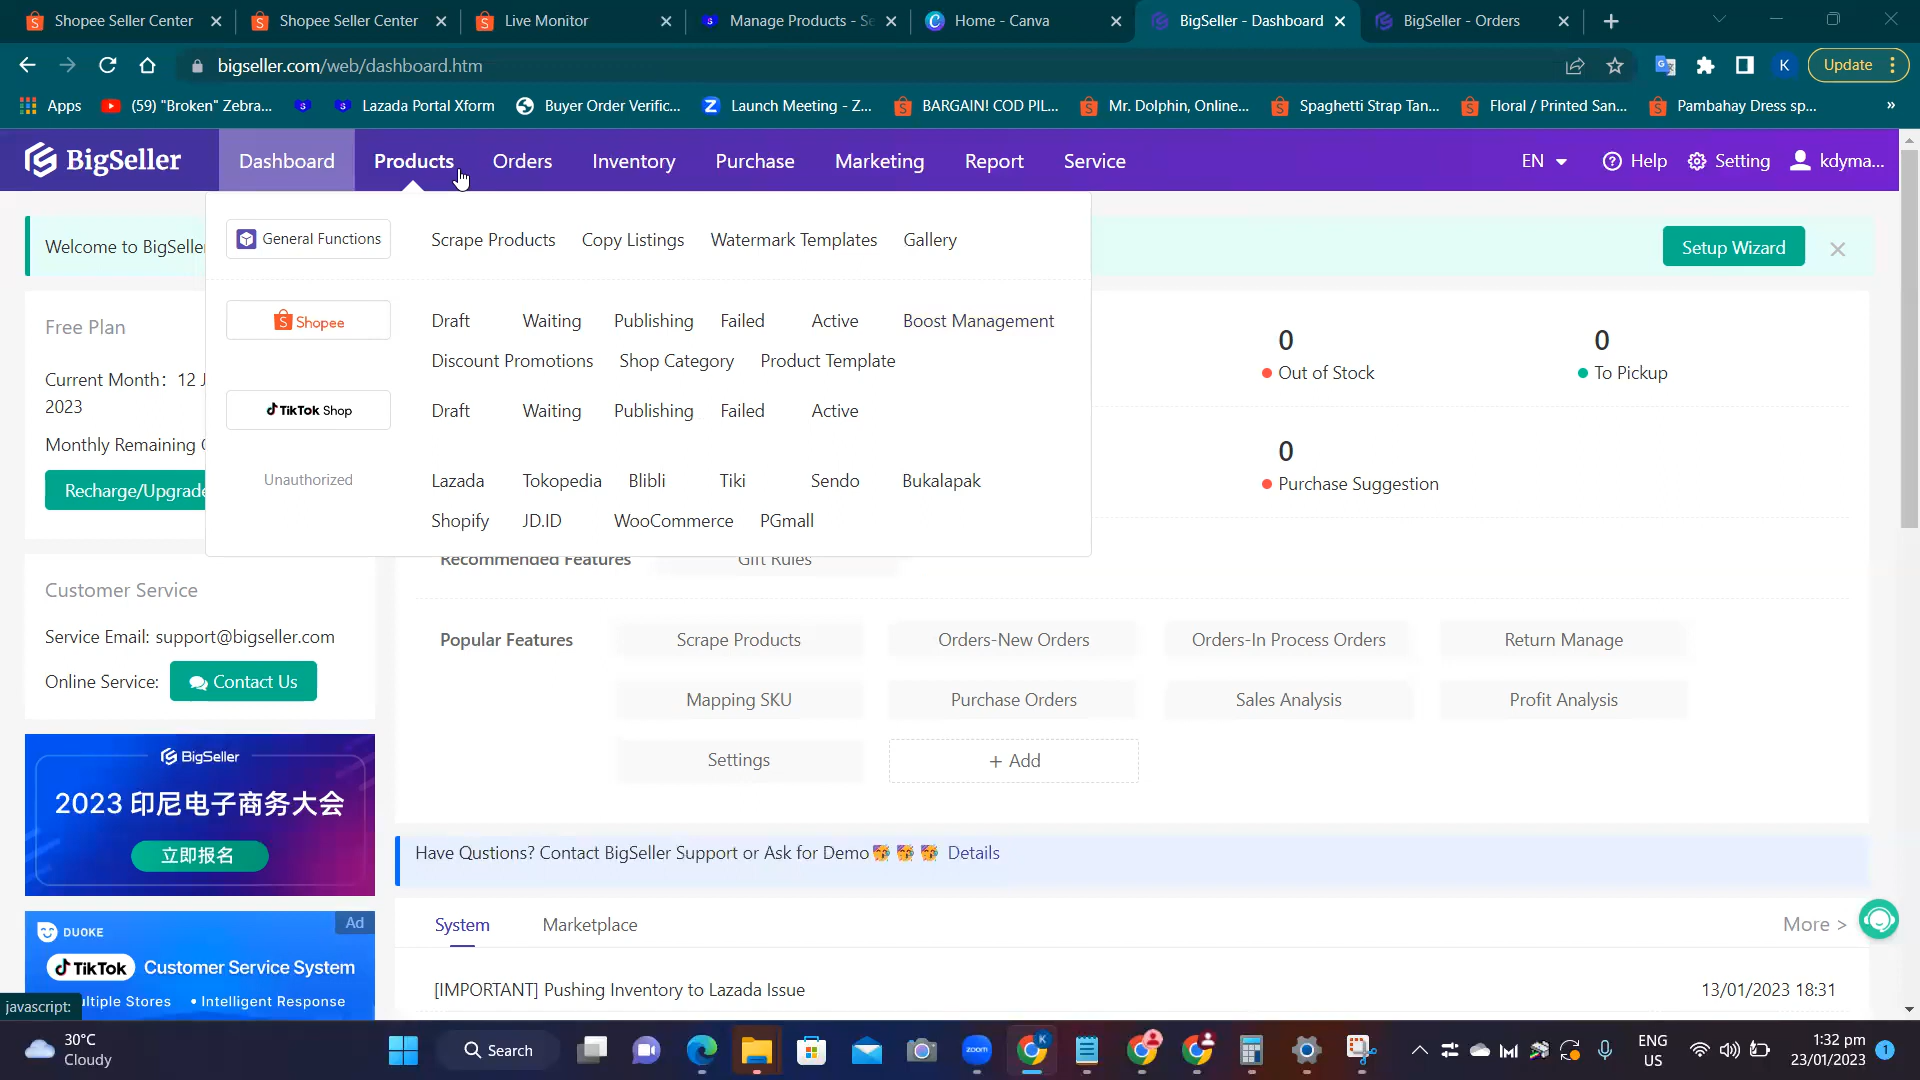 Shopee Seller Center
Shopee Seller Center
Live Monitor
Manage Products - Se
Home - Canva
BigSeller - Dashboard
BigSeller - Orders
bigseller.com/web/dashboard.htm
K
Update
Apps
(59) "Broken" Zebra...
Lazada Portal Xform
Buyer Order Verific...
Launch Meeting - Z...
BARGAIN! COD PIL...
Mr. Dolphin, Online...
Spaghetti Strap Tan...
Floral / Printed San...
Pambahay Dress sp...
»
BigSeller
Dashboard
Products
Orders
Inventory
Purchase
Marketing
Report
Service
EN
Help
Setting
kdyma...
Welcome to BigSelle
Setup Wizard
General Functions
Scrape Products
Copy Listings
Watermark Templates
Gallery
Shopee
Draft
Waiting
Publishing
Failed
Active
Boost Management
Discount Promotions
Shop Category
Product Template
TikTok Shop
Draft
Waiting
Publishing
Failed
Active
Unauthorized
Lazada
Tokopedia
Blibli
Tiki
Sendo
Bukalapak
Shopify
JD.ID
WooCommerce
PGmall
Free Plan
Current Month: 12 J
2023
Monthly Remaining
Recharge/Upgrade
0
Out of Stock
0
To Pickup
0
Purchase Suggestion
Recommended Features
Gift Rules
Popular Features
Scrape Products
Orders-New Orders
Orders-In Process Orders
Return Manage
Mapping SKU
Purchase Orders
Sales Analysis
Profit Analysis
Settings
+ Add
Customer Service
Service Email: support@bigseller.com
Online Service:
Contact Us
BigSeller
2023 印尼电子商务大会
立即报名
Have Qustions? Contact BigSeller Support or Ask for Demo🥳 🥳 🥳 Details
System
Marketplace
More >
[IMPORTANT] Pushing Inventory to Lazada Issue
13/01/2023 18:31
Ad
DUOKE
TikTok
Customer Service System
ultiple Stores
• Intelligent Response
javascript:
30°C
Cloudy
Search
zoom
K
ENG
US
1:32 pm
23/01/2023
1